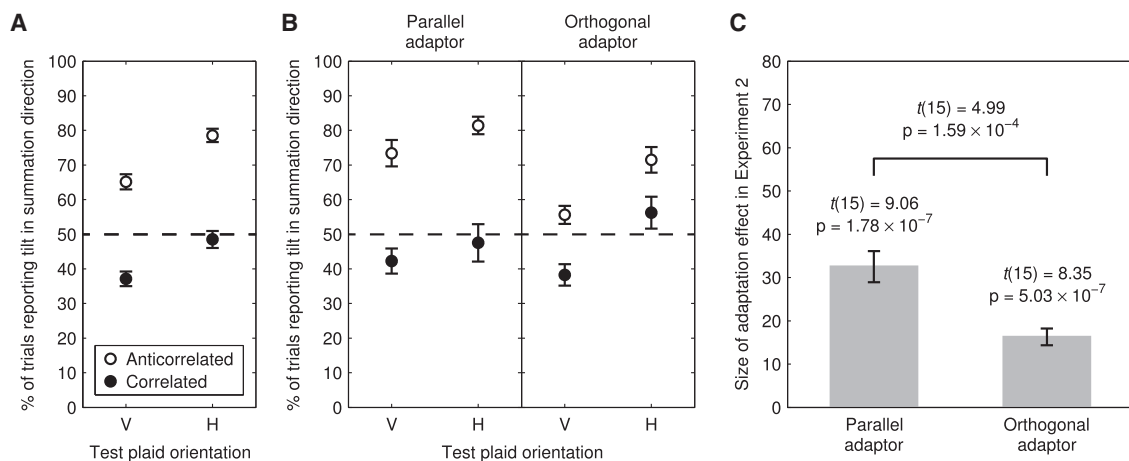 A
% of trials reporting tilt in summation direction
100
90
80
70
60
50
40
30
20
10
0
Anticorrelated
Correlated
V
H
Test plaid orientation
B
Parallel
adaptor
Orthogonal
adaptor
% of trials reporting tilt in summation direction
100
90
80
70
60
50
40
30
20
10
0
V
H
V
H
Test plaid orientation
C
Size of adaptation effect in Experiment 2
80
70
60
50
40
30
20
10
0
t(15) = 4.99
p = 1.59 × 10⁻⁴
t(15) = 9.06
p = 1.78 × 10⁻⁷
t(15) = 8.35
p = 5.03 × 10⁻⁷
Parallel
adaptor
Orthogonal
adaptor